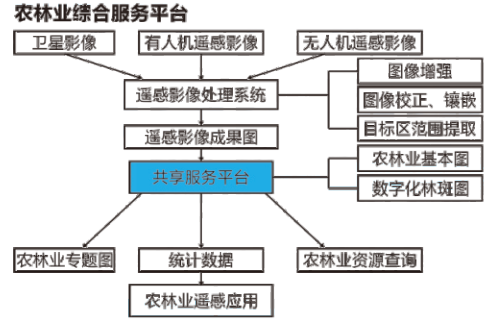 农林业综合服务平台
卫星影像
有人机遥感影像
无人机遥感影像
遥感影像处理系统
图像增强
图像校正、镶嵌
目标区范围提取
遥感影像成果图
共享服务平台
农林业基本图
数字化林斑图
农林业专题图
统计数据
农林业资源查询
农林业遥感应用